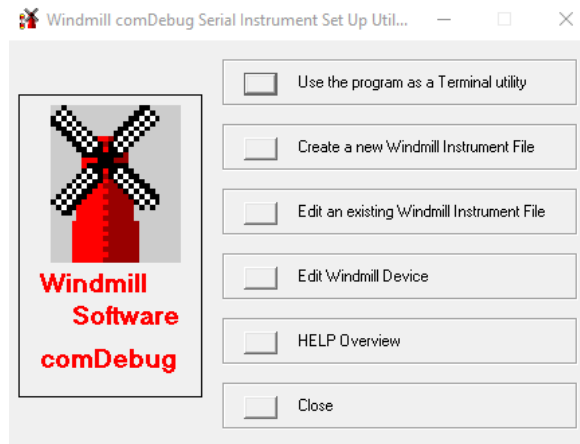 Windmill comDebug Serial Instrument Set Up Util...
Use the program as a Terminal utility
Create a new Windmill Instrument File
Edit an existing Windmill Instrument File
Edit Windmill Device
HELP Overview
Close
Windmill
Software
comDebug